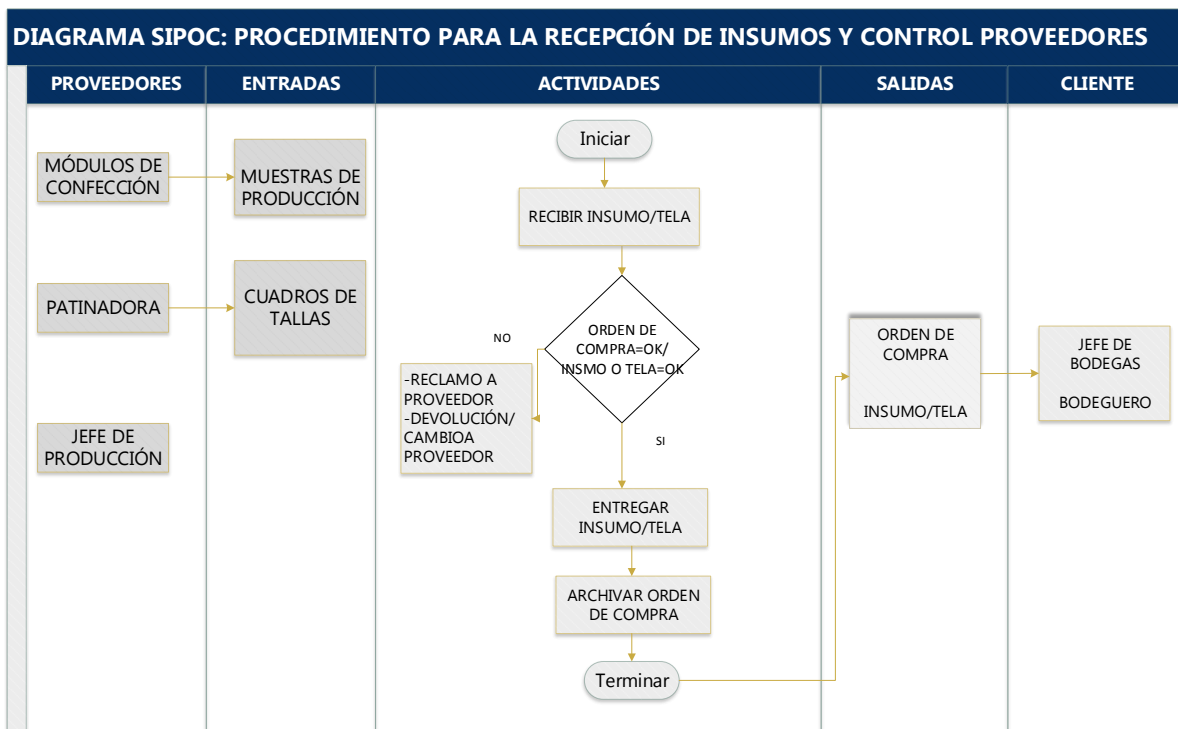 DIAGRAMA SIPOC: PROCEDIMIENTO PARA LA RECEPCIÓN DE INSUMOS Y CONTROL PROVEEDORES
PROVEEDORES
ENTRADAS
ACTIVIDADES
SALIDAS
CLIENTE
MÓDULOS DE
CONFECCIÓN
PATINADORA
JEFE DE
PRODUCCIÓN
MUESTRAS DE
PRODUCCIÓN
CUADROS DE
TALLAS
Iniciar
RECIBIR INSUMO/TELA
ORDEN DE
COMPRA=OK/
INSMO O TELA=OK
NO
-RECLAMO A
PROVEEDOR
-DEVOLUCIÓN/
CAMBIOA
PROVEEDOR
SI
ENTREGAR
INSUMO/TELA
ARCHIVAR ORDEN
DE COMPRA
Terminar
ORDEN DE
COMPRA
INSUMO/TELA
JEFE DE
BODEGAS
BODEGUERO